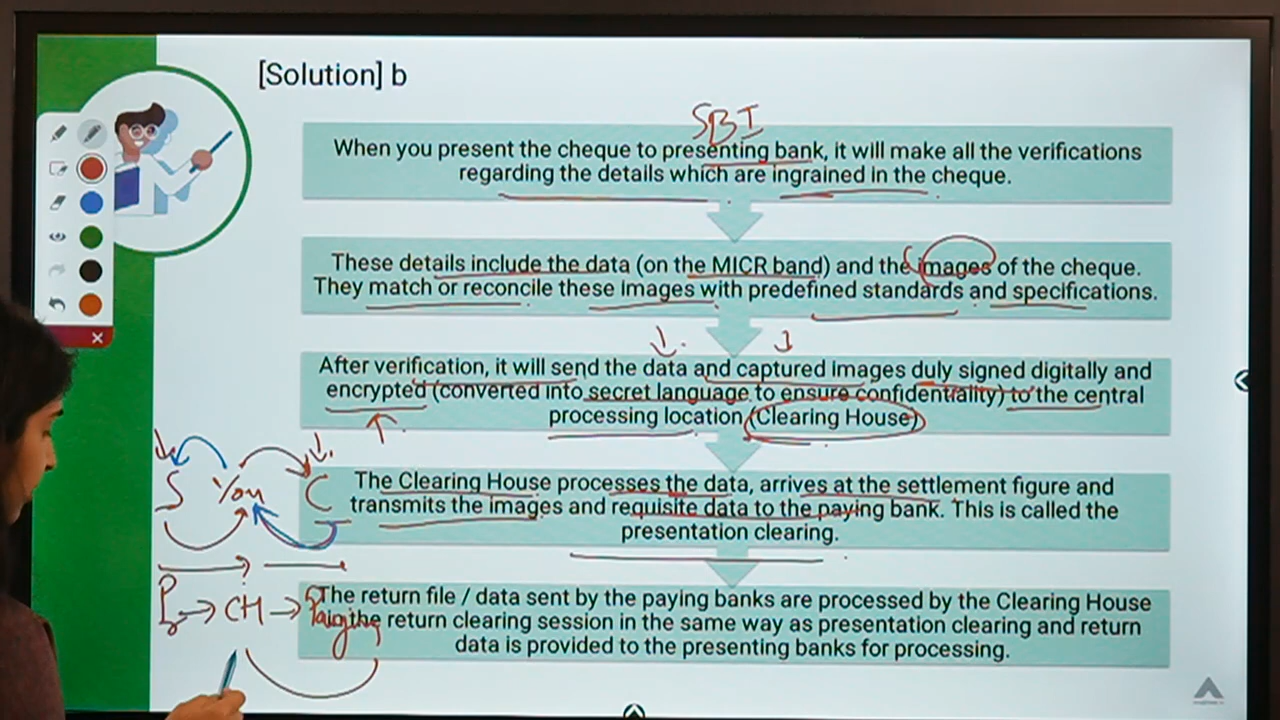 [Solution] b
SBI
When you present the cheque to presenting bank, it will make all the verifications
regarding the details which are ingrained in the cheque.
These details include the data (on the MICR band) and the images of the cheque.
They match or reconcile these images with predefined standards and specifications.
After verification, it will send the data and captured images duly signed digitally and
encrypted (converted into secret language to ensure confidentiality) to the central
processing location (Clearing House)
S You C
The Clearing House processes the data, arrives at the settlement figure and
transmits the images and requisite data to the paying bank. This is called the
presentation clearing.
CH
The return file / data sent by the paying banks are processed by the Clearing House
in the return clearing session in the same way as presentation clearing and return
data is provided to the presenting banks for processing.